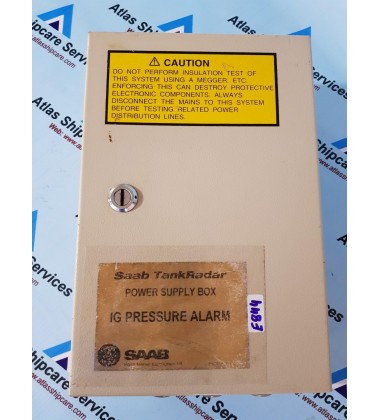 CAUTION
DO NOT PERFORM INSULATION TEST OF
THIS SYSTEM USING A MEGGER, ETC.
ENFORCING THIS CAN DESTROY PROTECTIVE
ELECTRONIC COMPONENTS. ALWAYS
DISCONNECT THE MAINS TO THIS SYSTEM
BEFORE TESTING RELATED POWER
DISTRIBUTION LINES.
Saab TankRadar
POWER SUPPLY BOX
IG PRESSURE ALARM
E844
SAAB
Atlas Shipcare Services
Web: www.atlasshipcare.com